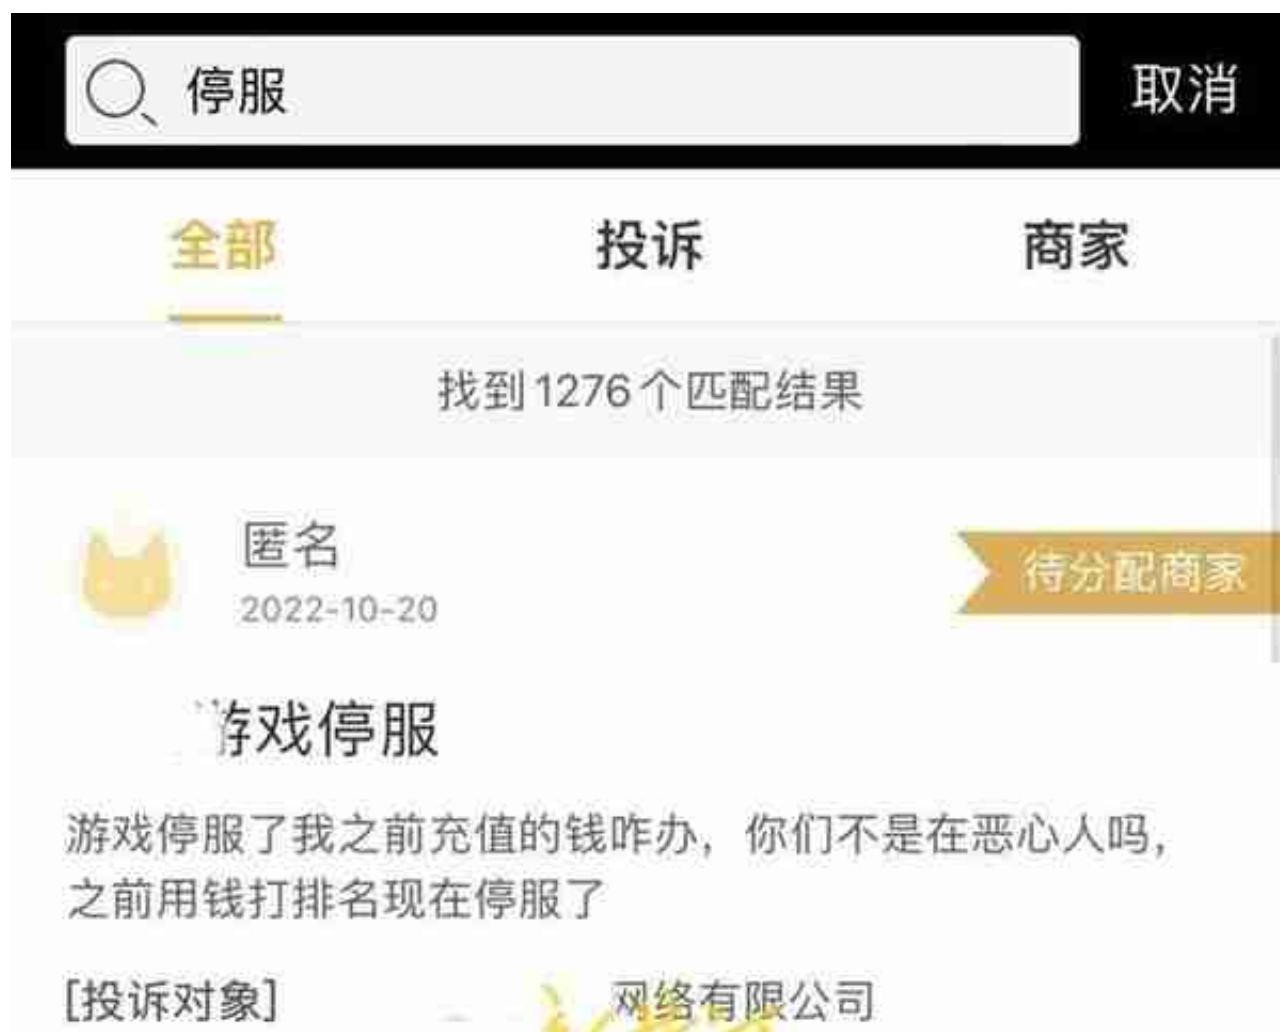 停服
取消
全部
投诉
商家
找到1276个匹配结果
匿名
待分配商家
2022-10-20
游戏停服
游戏停服了我之前充值的钱咋办，你们不是在恶心人吗，
之前用钱打排名现在停服了
[投诉对象] 网络有限公司